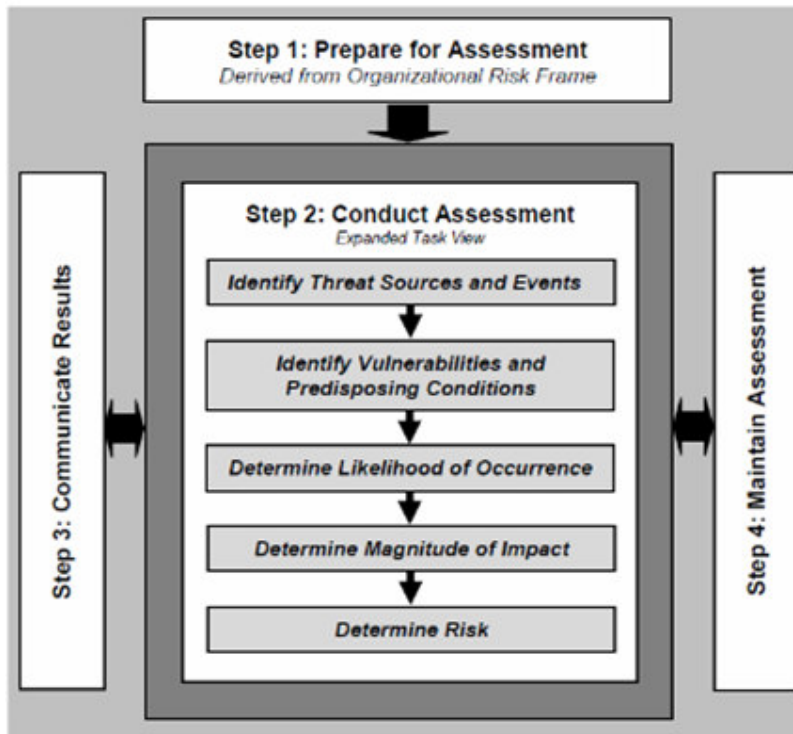 Step 1: Prepare for Assessment
Derived from Organizational Risk Frame
Step 2: Conduct Assessment
Expanded Task View
Identify Threat Sources and Events
Identify Vulnerabilities and
Predisposing Conditions
Determine Likelihood of Occurrence
Determine Magnitude of Impact
Determine Risk
Step 3: Communicate Results
Step 4: Maintain Assessment